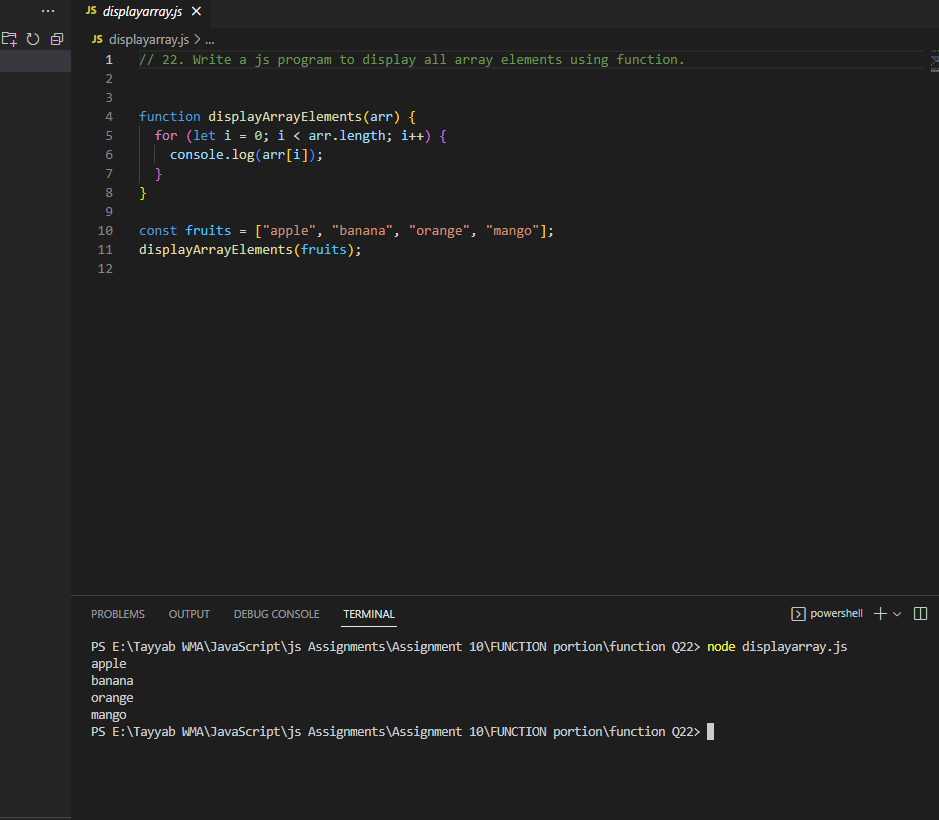 JS displayarray.js
JS displayarray.js > ...
1 // 22. Write a js program to display all array elements using function.
2
3
4 function displayArrayElements(arr) {
5   for (let i = 0; i < arr.length; i++) {
6     console.log(arr[i]);
7   }
8 }
9
10 const fruits = ["apple", "banana", "orange", "mango"];
11 displayArrayElements(fruits);
12
PROBLEMS OUTPUT DEBUG CONSOLE TERMINAL powershell
PS E:\Tayyab WMA\JavaScript\js Assignments\Assignment 10\FUNCTION portion\function Q22> node displayarray.js
apple
banana
orange
mango
PS E:\Tayyab WMA\JavaScript\js Assignments\Assignment 10\FUNCTION portion\function Q22>